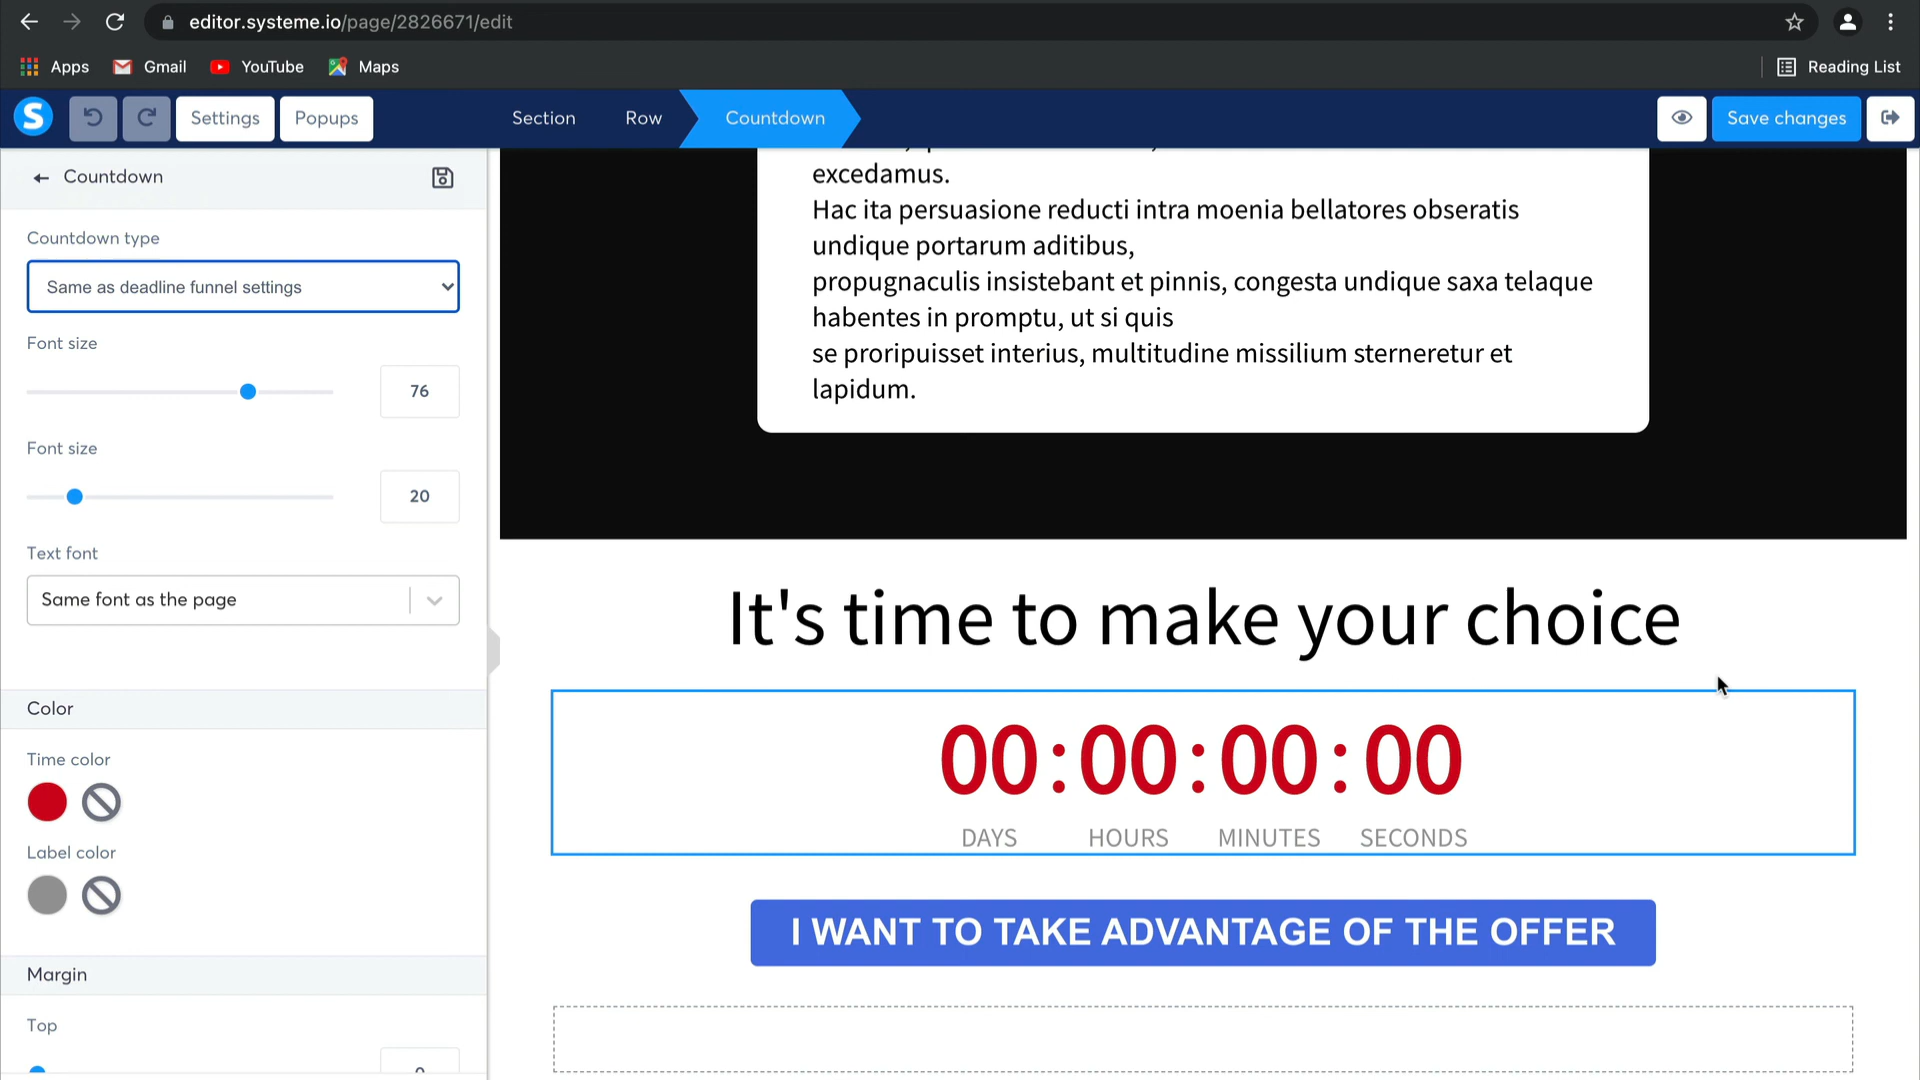 editor.systeme.io/page/2826671/edit
Apps Gmail YouTube Maps Reading List
S Settings Popups Section Row Countdown Save changes
Countdown
Countdown type
Same as deadline funnel settings
Font size
76
Font size
20
Text font
Same font as the page
Color
Time color
Label color
Margin
Top
excedamus.
Hac ita persuasione reducti intra moenia bellatores obseratis
undique portarum aditibus,
propugnaculis insistebant et pinnis, congesta undique saxa telaque
habentes in promptu, ut si quis
se proripuisset interius, multitudine missilium sterneretur et
lapidum.
It's time to make your choice
00:00:00:00
DAYS HOURS MINUTES SECONDS
I WANT TO TAKE ADVANTAGE OF THE OFFER